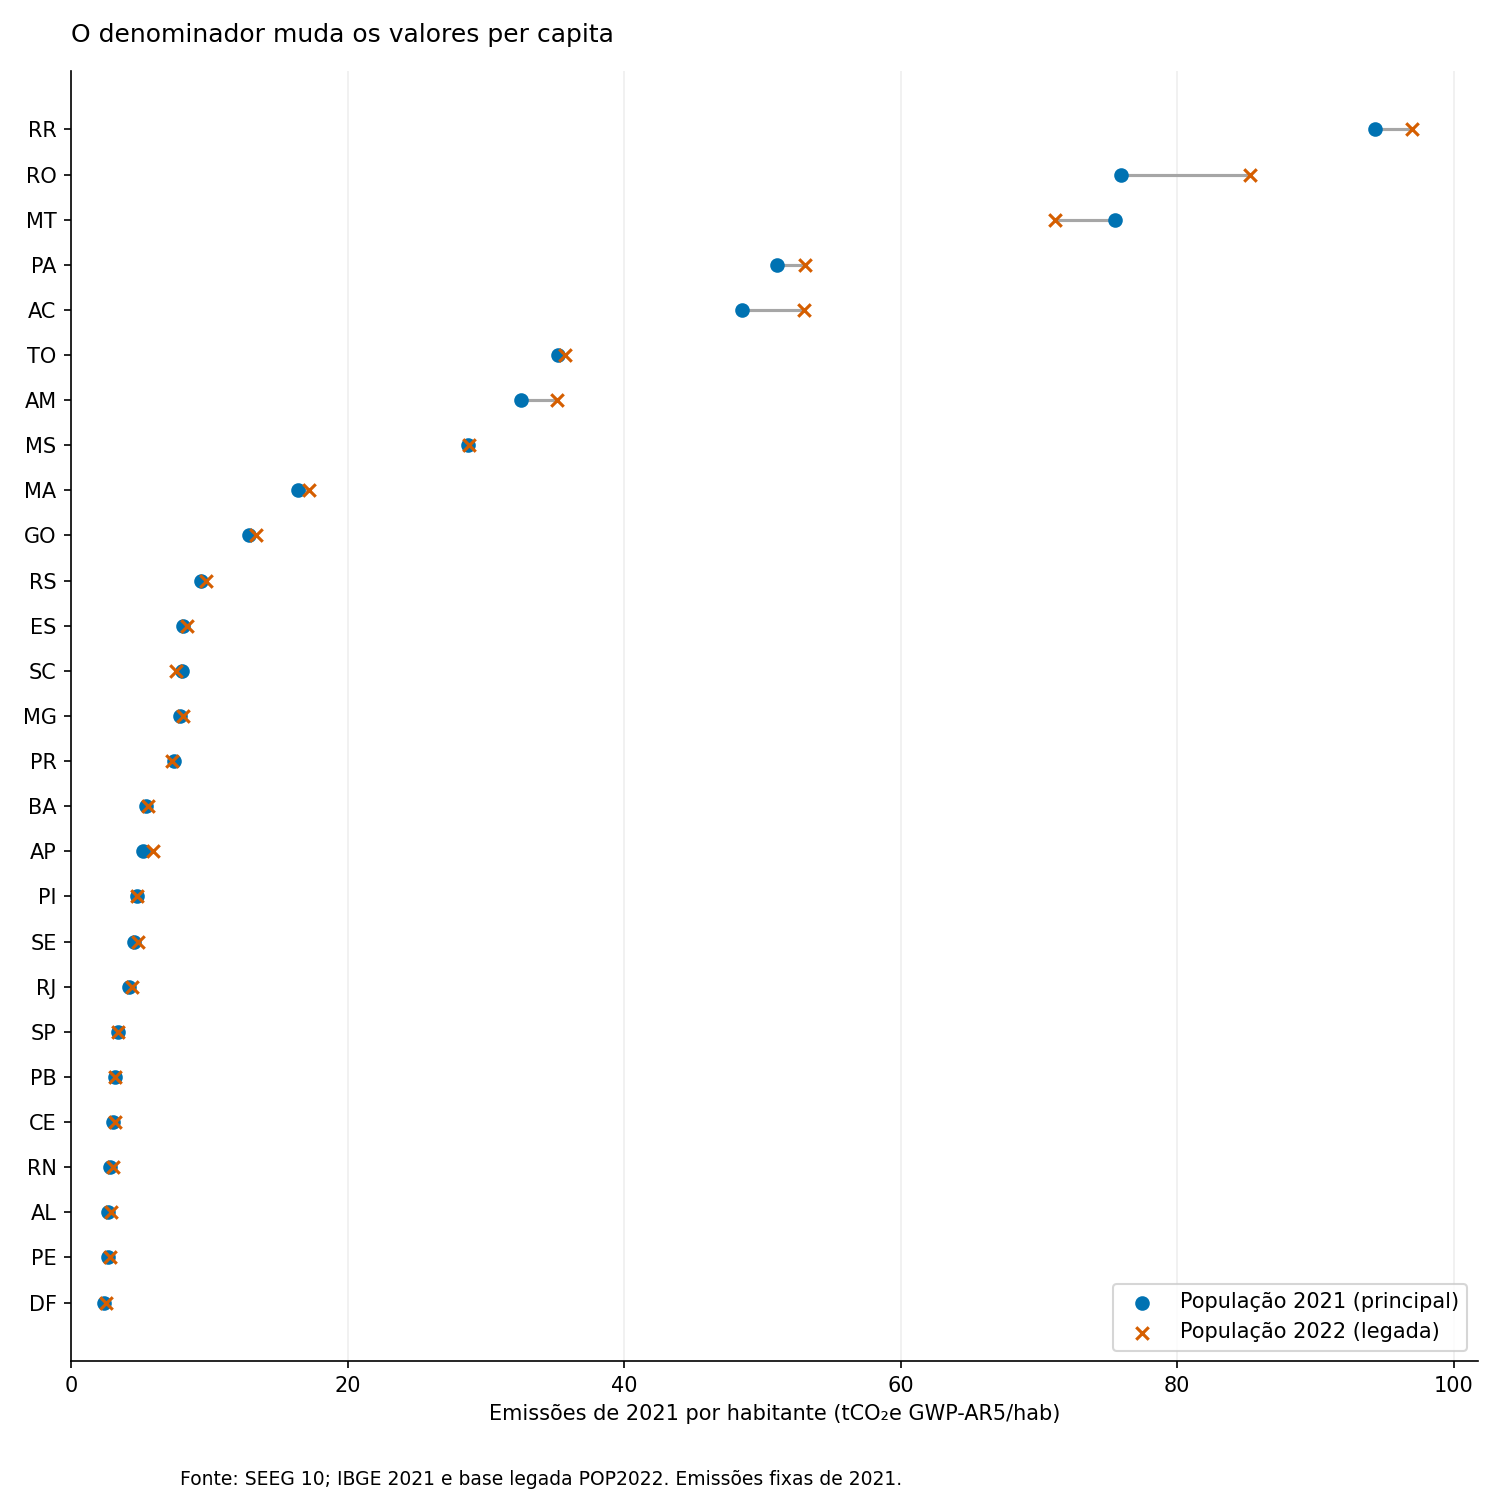 O denominador muda os valores per capita
RR
RO
MT
PA
AC
TO
AM
MS
MA
GO
RS
ES
SC
MG
PR
BA
AP
PI
SE
RJ
SP
PB
CE
RN
AL
PE
DF
População 2021 (principal)
População 2022 (legada)
0 20 40 60 80 100
Emissões de 2021 por habitante (tCO₂e GWP-AR5/hab)
Fonte: SEEG 10; IBGE 2021 e base legada POP2022. Emissões fixas de 2021.